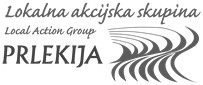 Lokalna akcijska skupina
Local Action Group
PRLEKIJA